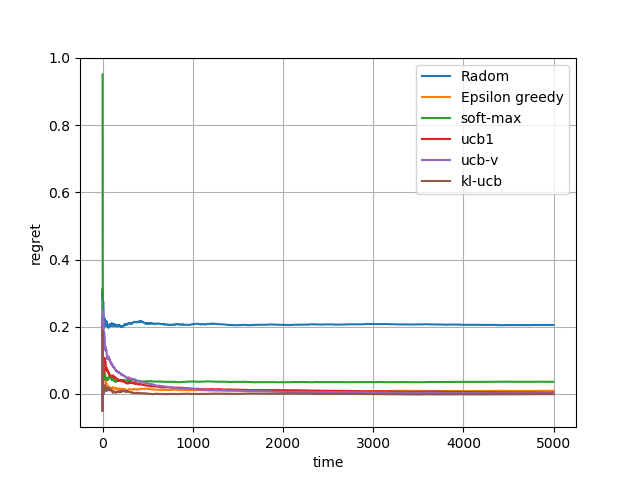 1.0
0.8
0.6
0.4
0.2
0.0
regret
Radom
Epsilon greedy
soft-max
ucb1
ucb-v
kl-ucb
0 1000 2000 3000 4000 5000
time